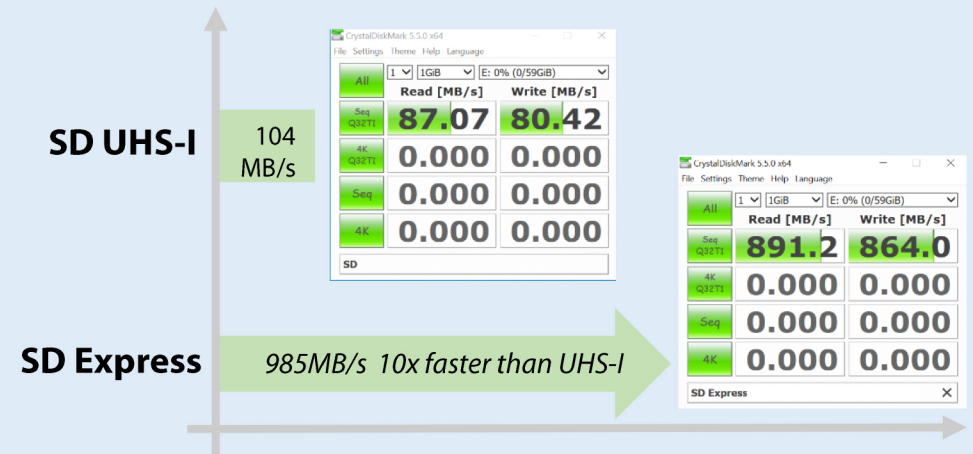 CrystalDiskMark 5.5.0 x64
File Settings Theme Help Language
All
1 1GiB E: 0% (0/59GiB)
Read [MB/s] Write [MB/s]
Seq
Q32T1
87.07 80.42
4K
Q32T1
0.000 0.000
Seq 0.000 0.000
4K 0.000 0.000
SD
SD UHS-I
104
MB/s
CrystalDiskMark 5.5.0 x64
File Settings Theme Help Language
All
1 1GiB E: 0% (0/59GiB)
Read [MB/s] Write [MB/s]
Seq
Q32T1
891.2 864.0
4K
Q32T1
0.000 0.000
Seq 0.000 0.000
4K 0.000 0.000
SD Express
SD Express
985MB/s 10x faster than UHS-I